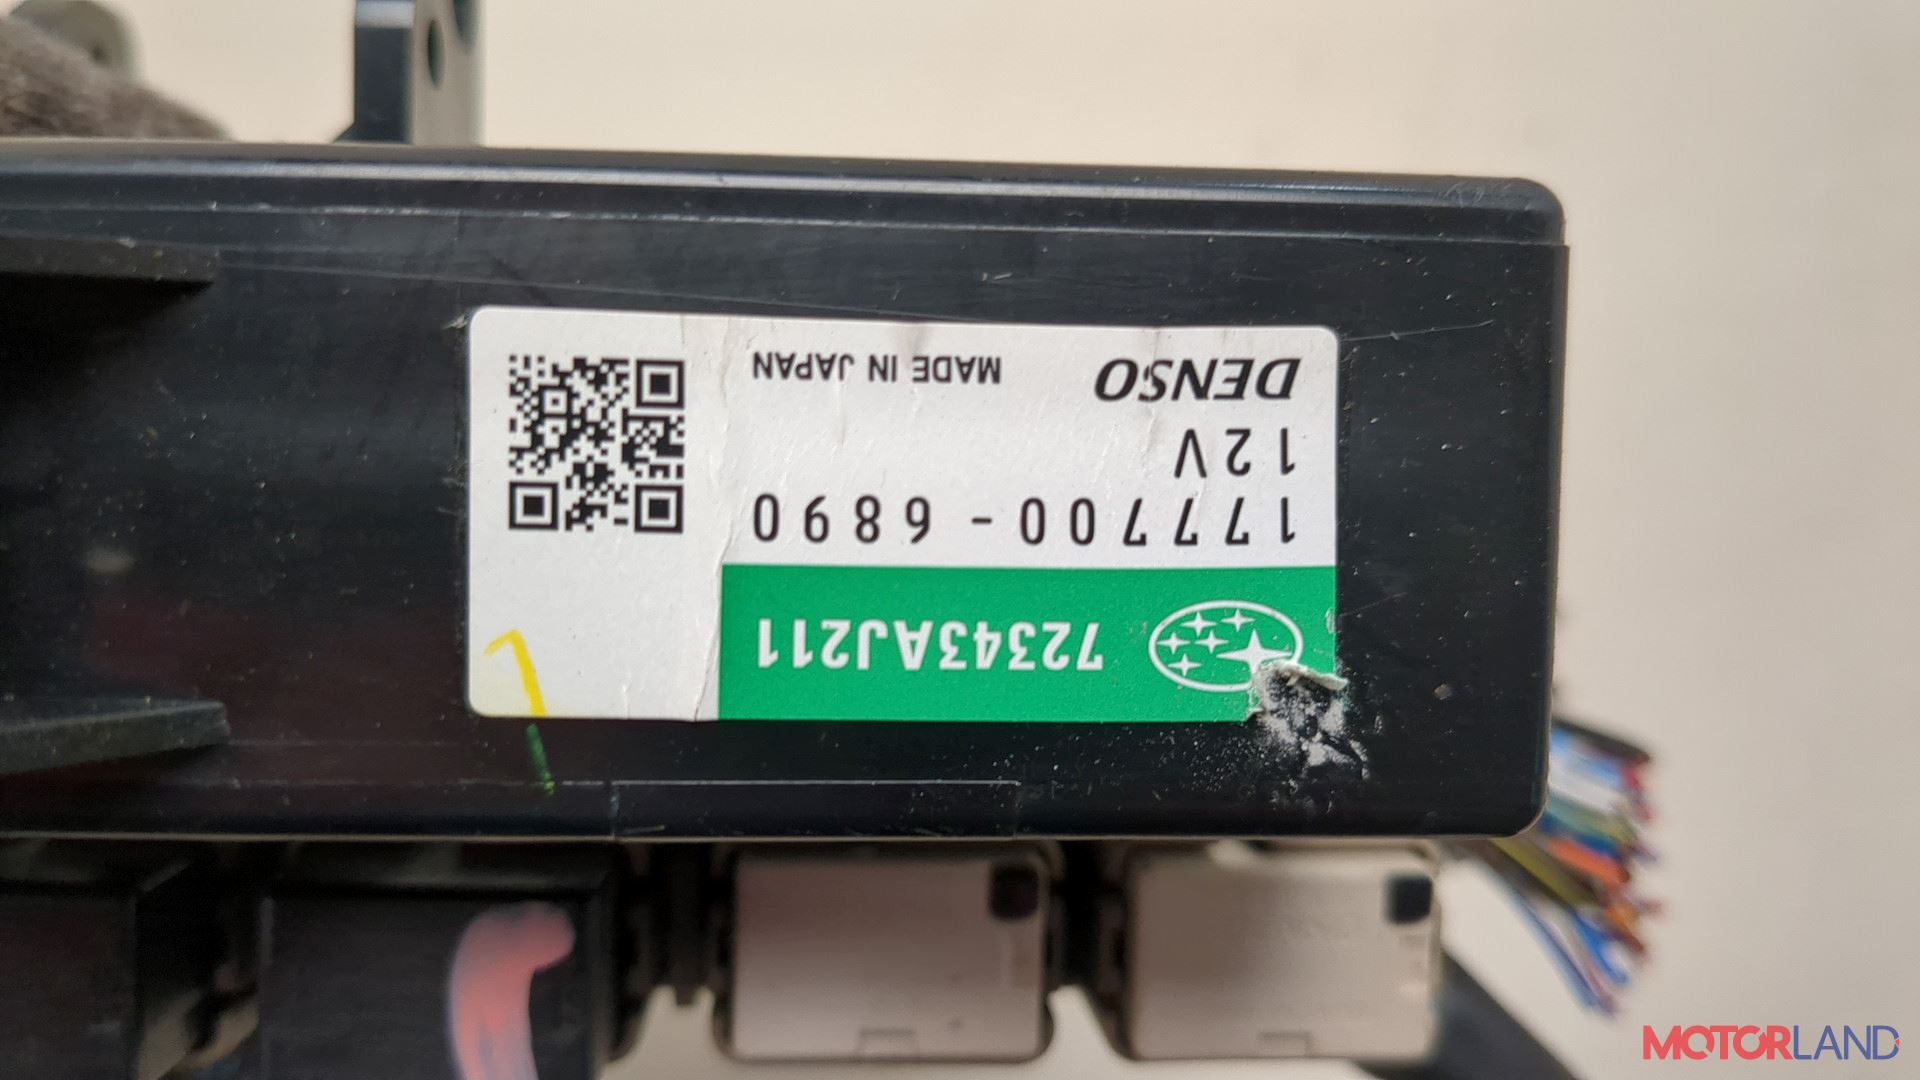 72343AJ211
177700-6890
12V
DENSO MADE IN JAPAN
MOTORLAND